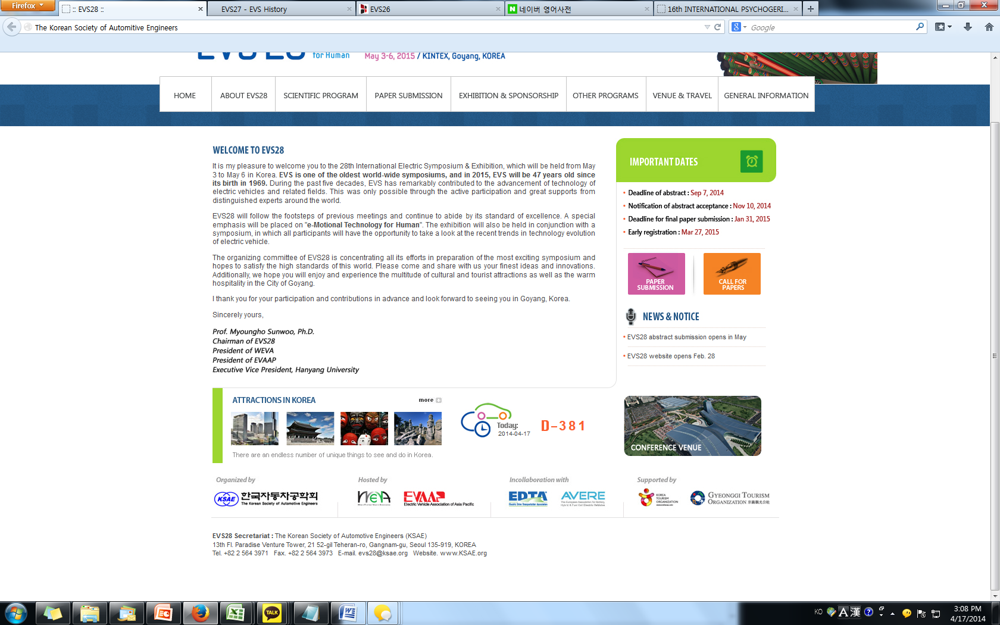 Firefox
:: EVS28 ::
EVS27 - EVS History
EVS26
네이버 영어사전
16th INTERNATIONAL PSYCHOGERI...
The Korean Society of Automitive Engineers
Google
for Human
May 3-6, 2015 / KINTEX, Goyang, KOREA
HOME
ABOUT EVS28
SCIENTIFIC PROGRAM
PAPER SUBMISSION
EXHIBITION & SPONSORSHIP
OTHER PROGRAMS
VENUE & TRAVEL
GENERAL INFORMATION
WELCOME TO EVS28
It is my pleasure to welcome you to the 28th International Electric Symposium & Exhibition, which will be held from May
3 to May 6 in Korea. EVS is one of the oldest world-wide symposiums, and in 2015, EVS will be 47 years old since
its birth in 1969. During the past five decades, EVS has remarkably contributed to the advancement of technology of
electric vehicles and related fields. This was only possible through the active participation and great supports from
distinguished experts around the world.
EVS28 will follow the footsteps of previous meetings and continue to abide by its standard of excellence. A special
emphasis will be placed on "e-Motional Technology for Human". The exhibition will also be held in conjunction with a
symposium, in which all participants will have the opportunity to take a look at the recent trends in technology evolution
of electric vehicle.
The organizing committee of EVS28 is concentrating all its efforts in preparation of the most exciting symposium and
hopes to satisfy the high standards of this world. Please come and share with us your finest ideas and innovations.
Additionally, we hope you will enjoy and experience the multitude of cultural and tourist attractions as well as the warm
hospitality in the City of Goyang.
I thank you for your participation and contributions in advance and look forward to seeing you in Goyang, Korea.
Sincerely yours,
Prof. Myoungho Sunwoo, Ph.D.
Chairman of EVS28
President of WEVA
President of EVAAP
Executive Vice President, Hanyang University
IMPORTANT DATES
• Deadline of abstract : Sep 7, 2014
• Notification of abstract acceptance : Nov 10, 2014
• Deadline for final paper submission : Jan 31, 2015
• Early registration : Mar 27, 2015
PAPER
SUBMISSION
CALL FOR
PAPERS
NEWS & NOTICE
• EVS28 abstract submission opens in May
• EVS28 website opens Feb. 28
ATTRACTIONS IN KOREA
more
There are an endless number of unique things to see and do in Korea.
Today:
2014-04-17
D-381
CONFERENCE VENUE
Organized by
KSAE 한국자동차공학회
The Korean Society of Automotive Engineers
Hosted by
WEVA
EVAAP
Electric Vehicle Association of Asia Pacific
Incollaboration with
EDTA
Electric Drive Transportation Association
AVERE
The European Association for Battery,
Hybrid & Fuel Cell Electric Vehicles
Supported by
KOREA
TOURISM
ORGANIZATION
GYEONGGI TOURISM
ORGANIZATION 京畿觀光公社
EVS28 Secretariat : The Korean Society of Automotive Engineers (KSAE)
13th Fl. Paradise Venture Tower, 21 52-gil Teheran-ro, Gangnam-gu, Seoul 135-919, KOREA
Tel. +82 2 564 3971 Fax. +82 2 564 3973 E-mail. evs28@ksae.org Website. www.KSAE.org
TALK
KO A 漢
3:08 PM
4/17/2014